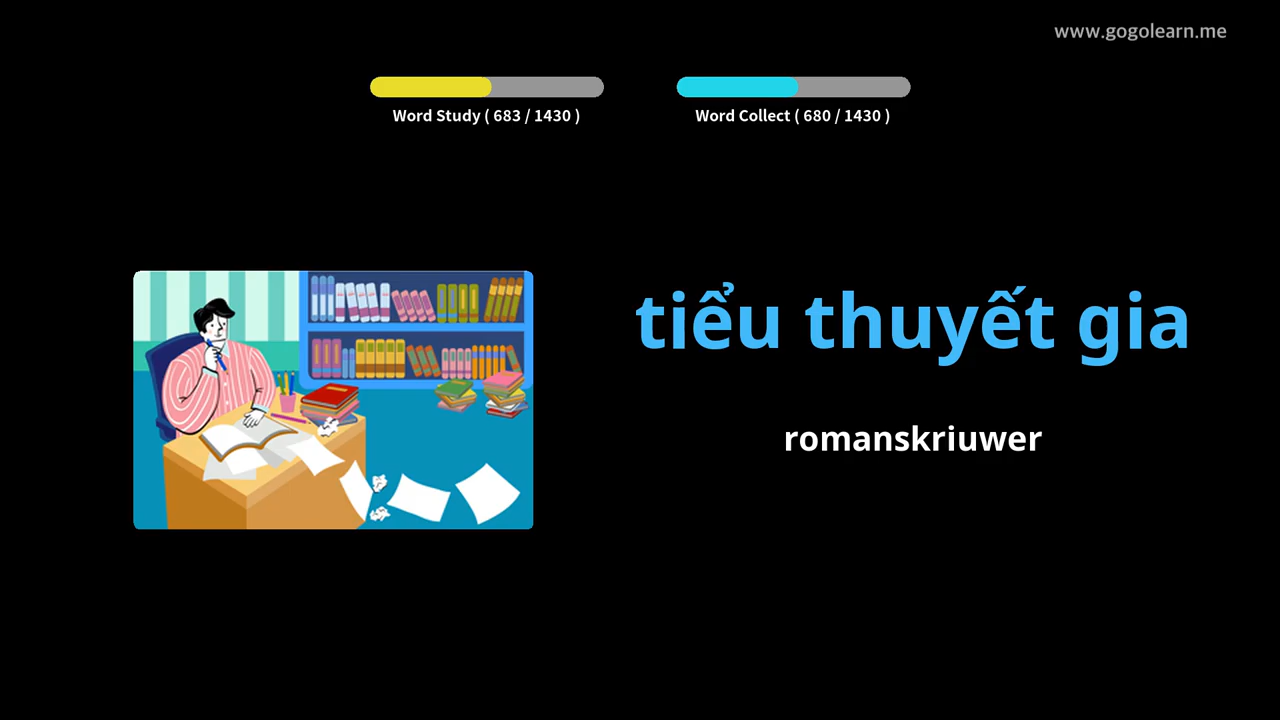 www.gogolearn.me
Word Study ( 683 / 1430 )
Word Collect ( 680 / 1430 )
tiểu thuyết gia
romanskriuwer